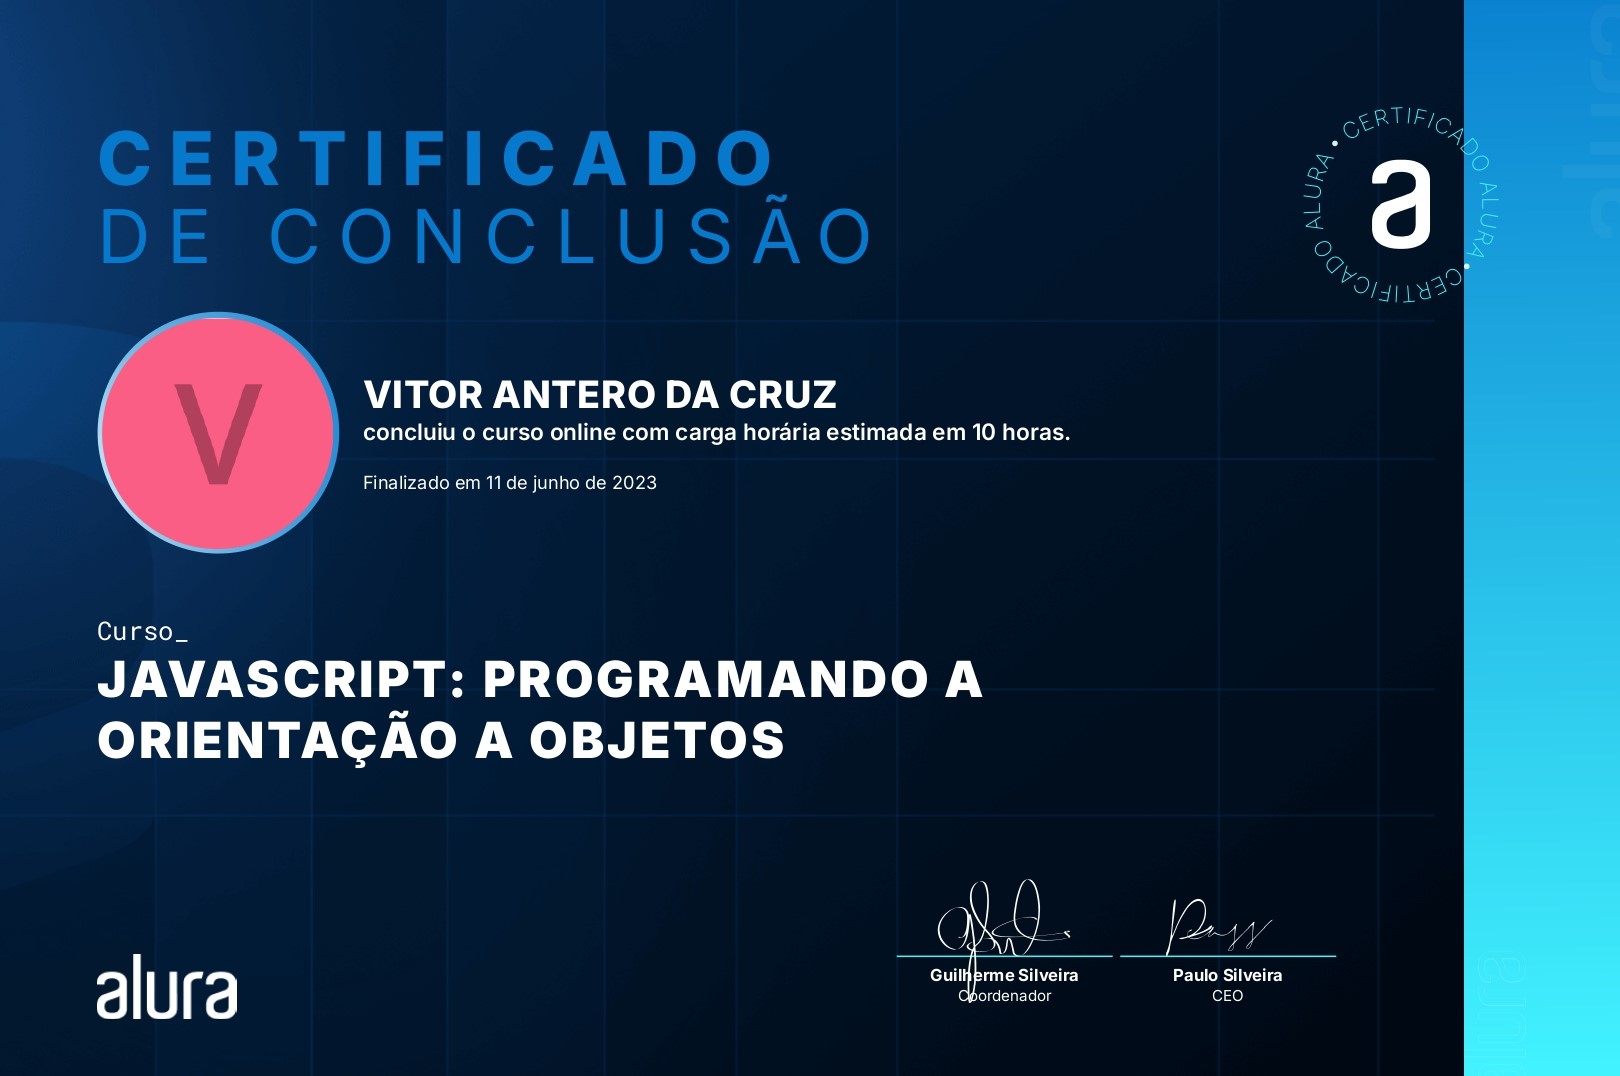 CERTIFICADO
DE CONCLUSÃO
CERTIFICADO ALURA • CERTIFICADO ALURA •
a
V
VITOR ANTERO DA CRUZ
concluiu o curso online com carga horária estimada em 10 horas.
Finalizado em 11 de junho de 2023
Curso_
JAVASCRIPT: PROGRAMANDO A
ORIENTAÇÃO A OBJETOS
Guilherme Silveira
Coordenador
Paulo Silveira
CEO
alura
alura
alura